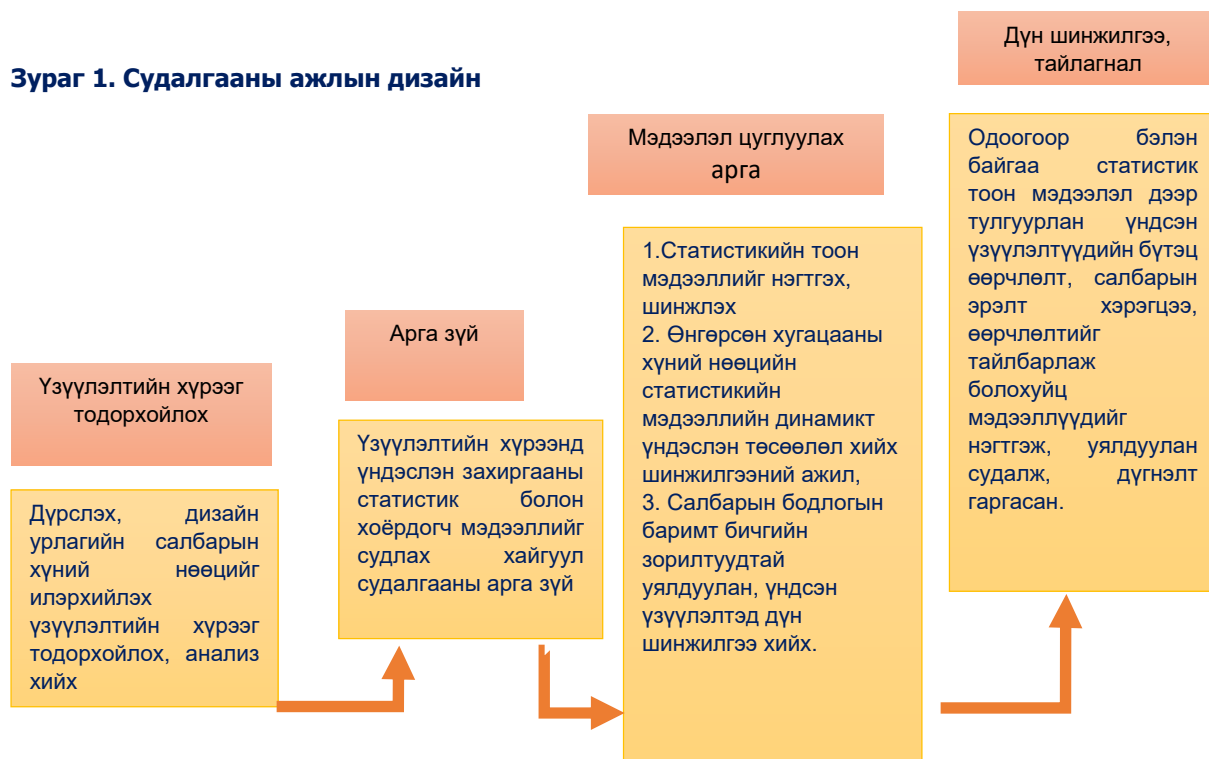 Зураг 1. Судалгааны ажлын дизайн
Үзүүлэлтийн хүрээг
тодорхойлох
Дүрслэх, дизайн
урлагийн салбарын
хүний нөөцийг
илэрхийлэх
үзүүлэлтийн хүрээг
тодорхойлох, анализ
хийх
Арга зүй
Үзүүлэлтийн хүрээнд
үндэслэн захиргааны
статистик болон
хоёрдогч мэдээллийг
судлах хайгуул
судалгааны арга зүй
Мэдээлэл цуглуулах
арга
1.Статистикийн тоон
мэдээллийг нэгтгэх,
шинжлэх
2. Өнгөрсөн хугацааны
хүний нөөцийн
статистикийн
мэдээллийн динамикт
үндэслэн төсөөлөл хийх
шинжилгээний ажил,
3. Салбарын бодлогын
баримт бичгийн
зорилтуудтай
уялдуулан, үндсэн
үзүүлэлтэд дүн
шинжилгээ хийх.
Дүн шинжилгээ,
тайлагнал
Одоогоор бэлэн
байгаа статистик
тоон мэдээлэл дээр
тулгуурлан үндсэн
үзүүлэлтүүдийн бүтэц
өөрчлөлт, салбарын
эрэлт хэрэгцээ,
өөрчлөлтийг
тайлбарлаж
болохуйц
мэдээллүүдийг
нэгтгэж, уялдуулан
судалж, дүгнэлт
гаргасан.